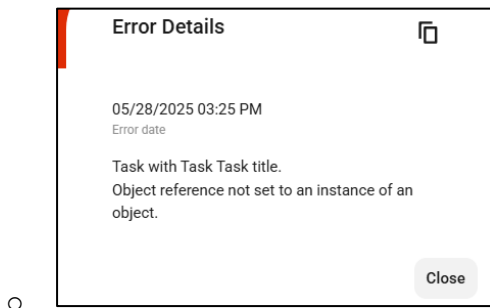 Error Details
05/28/2025 03:25 PM
Error date
Task with Task Task title.
Object reference not set to an instance of an
object.
Close